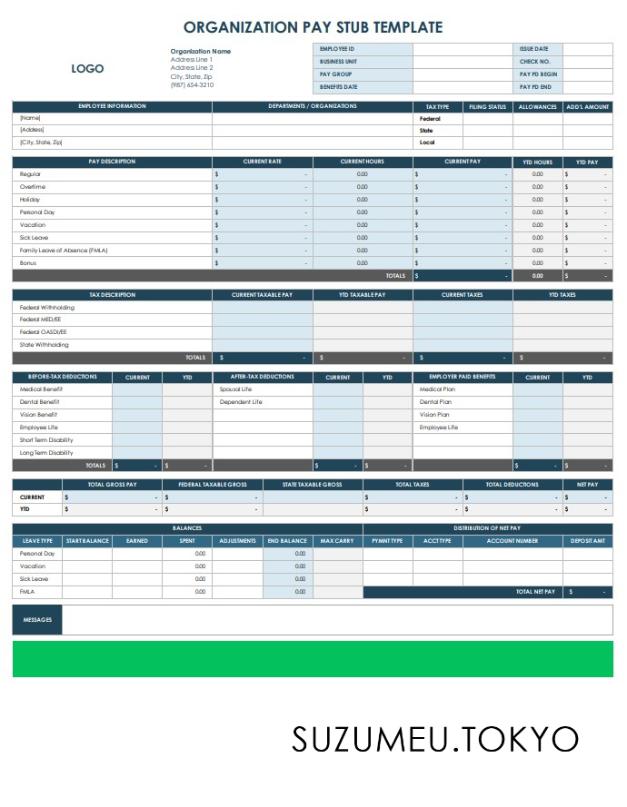 ORGANIZATION PAY STUB TEMPLATE
LOGO
Organization Name
Address Line 1
Address Line 2
City, State, Zip
(987) 654-3210
EMPLOYEE ID ISSUE DATE
BUSINESS UNIT CHECK NO.
PAY GROUP PAY PD BEGIN
BENEFITS DATE PAY PD END
EMPLOYEE INFORMATION DEPARTMENTS / ORGANIZATIONS TAX TYPE FILING STATUS ALLOWANCES ADD'L AMOUNT
[Name] Federal
[Address] State
[City, State, Zip] Local
PAY DESCRIPTION CURRENT RATE CURRENT HOURS CURRENT PAY YTD HOURS YTD PAY
Regular $ - 0.00 $ - 0.00 $ -
Overtime $ - 0.00 $ - 0.00 $ -
Holiday $ - 0.00 $ - 0.00 $ -
Personal Day $ - 0.00 $ - 0.00 $ -
Vacation $ - 0.00 $ - 0.00 $ -
Sick Leave $ - 0.00 $ - 0.00 $ -
Family Leave of Absence (FMLA) $ - 0.00 $ - 0.00 $ -
Bonus $ - 0.00 $ - 0.00 $ -
TOTALS $ - 0.00 $ -
TAX DESCRIPTION CURRENT TAXABLE PAY YTD TAXABLE PAY CURRENT TAXES YTD TAXES
Federal Withholding
Federal MED/EE
Federal OASDI/EE
State Withholding
TOTALS $ - $ - $ - $ -
BEFORE-TAX DEDUCTIONS CURRENT YTD AFTER-TAX DEDUCTIONS CURRENT YTD EMPLOYER PAID BENEFITS CURRENT YTD
Medical Benefit Spousal Life Medical Plan
Dental Benefit Dependent Life Dental Plan
Vision Benefit Vision Plan
Employee Life Employee Life
Short Term Disability
Long Term Disability
TOTALS $ - $ - $ - $ - $ - $ -
TOTAL GROSS PAY FEDERAL TAXABLE GROSS STATE TAXABLE GROSS TOTAL TAXES TOTAL DEDUCTIONS NET PAY
CURRENT $ - $ - $ - $ - $ - $ -
YTD $ - $ - $ - $ - $ - $ -
BALANCES DISTRIBUTION OF NET PAY
LEAVE TYPE START BALANCE EARNED SPENT ADJUSTMENTS END BALANCE MAX CARRY PYMNT TYPE ACCT TYPE ACCOUNT NUMBER DEPOSIT AMT
Personal Day 0.00 0.00
Vacation 0.00 0.00
Sick Leave 0.00 0.00
FMLA 0.00 0.00 TOTAL NET PAY $ -
MESSAGES
SUZUMEU.TOKYO